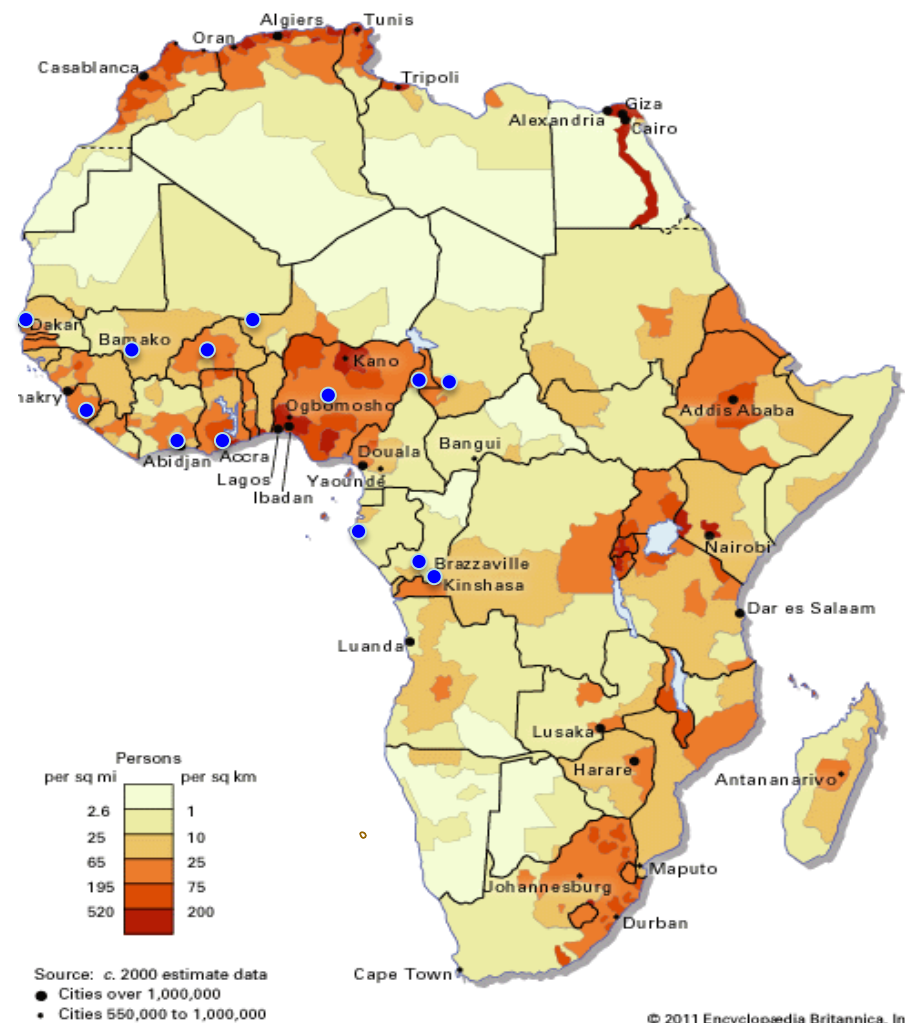 Algiers
Tunis
Oran
Casablanca
Tripoli
Giza
Alexandria
Cairo
Dakar
Bamako
Kano
nakry
Ogbomosho
Addis Ababa
Abidjan
Accra
Douala
Bangui
Lagos
Yaoundé
Ibadan
Nairobi
Brazzaville
Kinshasa
Dar es Salaam
Luanda
Lusaka
Harare
Antananarivo
Maputo
Johannesburg
Durban
Cape Town
Persons
per sq mi per sq km
2.6 1
25 10
65 25
195 75
520 200
Source: c. 2000 estimate data
Cities over 1,000,000
Cities 550,000 to 1,000,000
© 2011 Encyclopædia Britannica, In